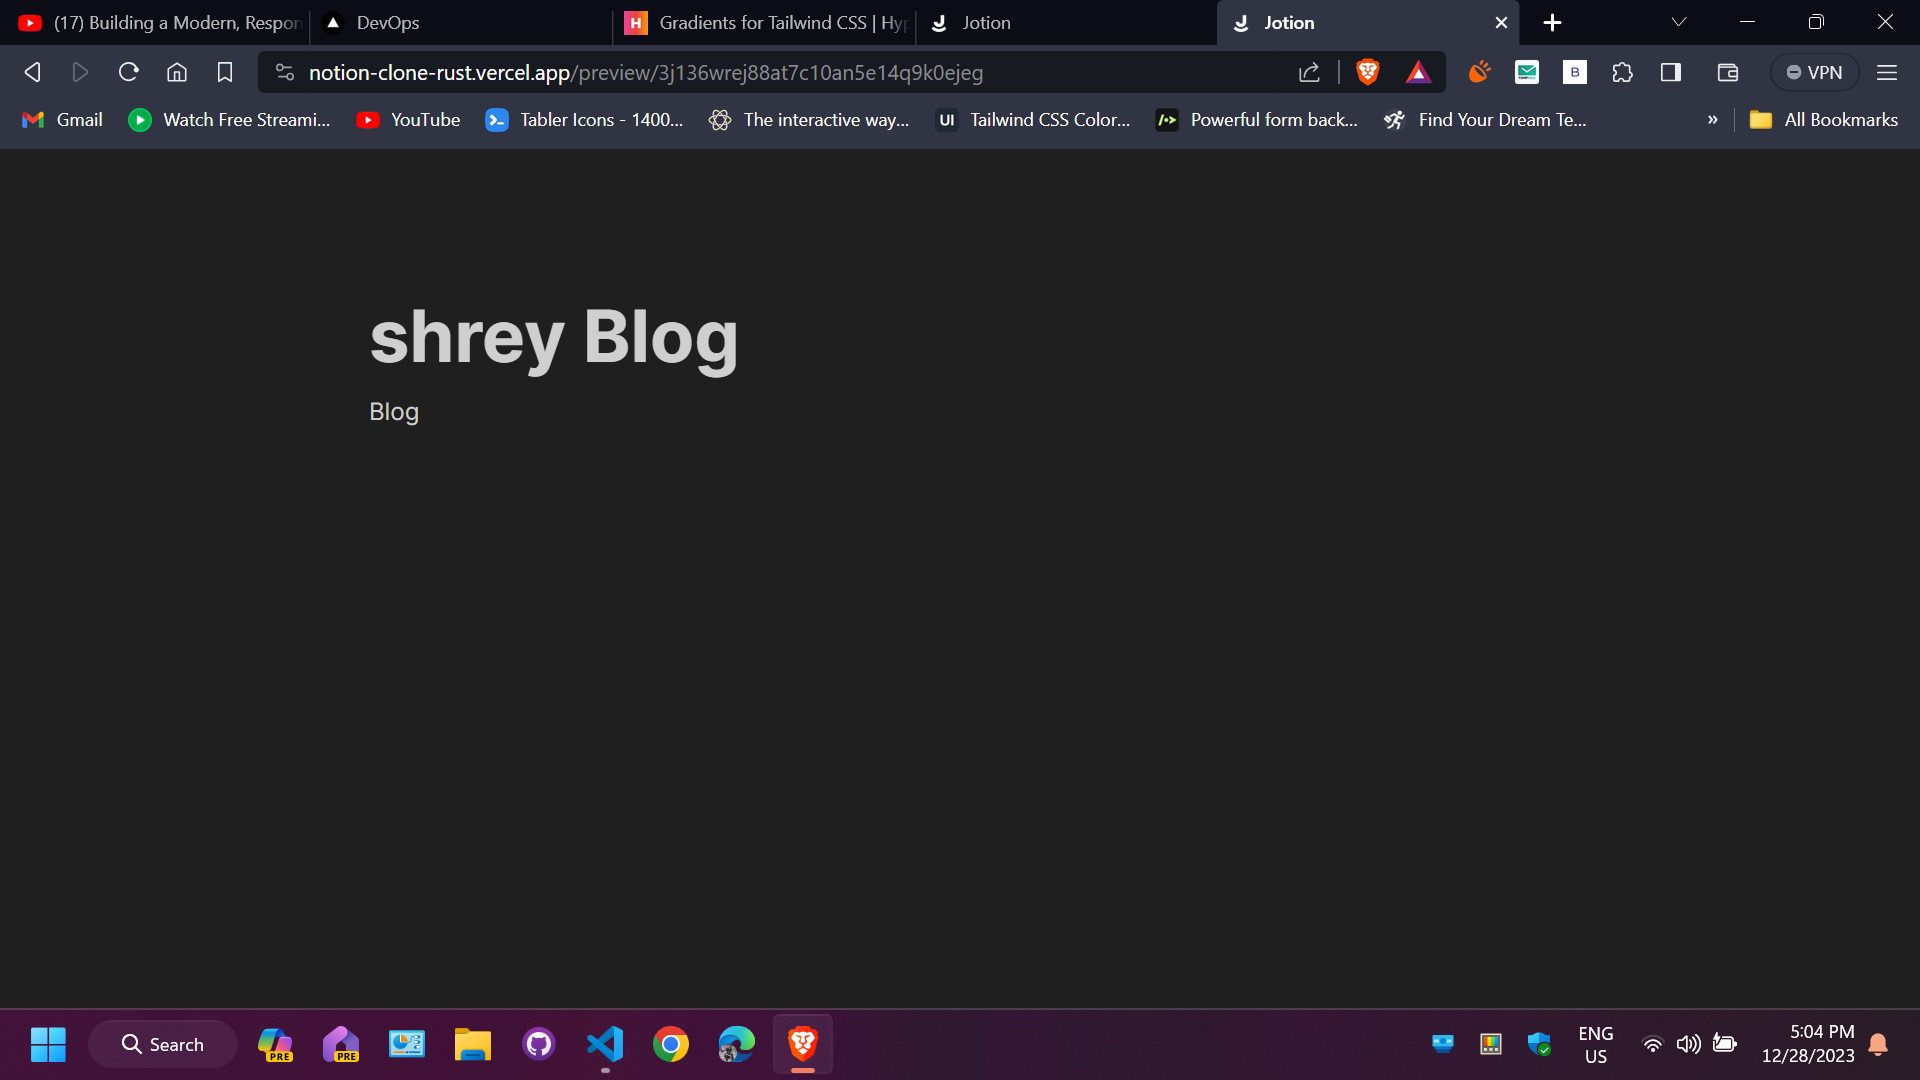 (17) Building a Modern, Respon
DevOps
H Gradients for Tailwind CSS | Hyp
Jotion
Jotion
notion-clone-rust.vercel.app/preview/3j136wrej88at7c10an5e14q9k0ejeg
B
VPN
Gmail
Watch Free Streami...
YouTube
Tabler Icons - 1400...
The interactive way...
UI Tailwind CSS Color...
Powerful form back...
Find Your Dream Te...
»
All Bookmarks
shrey Blog
Blog
Search
PRE
PRE
ENG
US
5:04 PM
12/28/2023